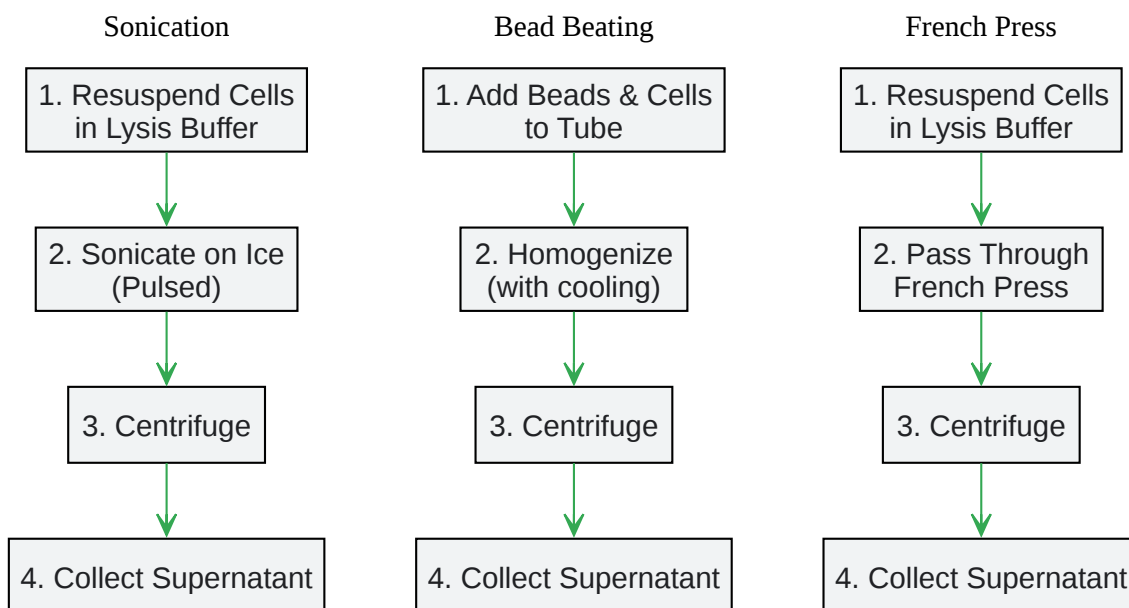 Sonication
1. Resuspend Cells
in Lysis Buffer
2. Sonicate on Ice
(Pulsed)
3. Centrifuge
4. Collect Supernatant
Bead Beating
1. Add Beads & Cells
to Tube
2. Homogenize
(with cooling)
3. Centrifuge
4. Collect Supernatant
French Press
1. Resuspend Cells
in Lysis Buffer
2. Pass Through
French Press
3. Centrifuge
4. Collect Supernatant